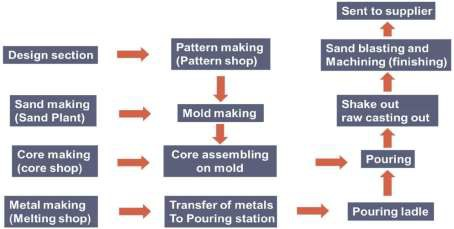 Sent to supplier
Design section
Pattern making
(Pattern shop)
Sand blasting and
Machining (finishing)
Sand making
(Sand Plant)
Mold making
Shake out
raw casting out
Core making
(core shop)
Core assembling
on mold
Pouring
Metal making
(Melting shop)
Transfer of metals
To Pouring station
Pouring ladle